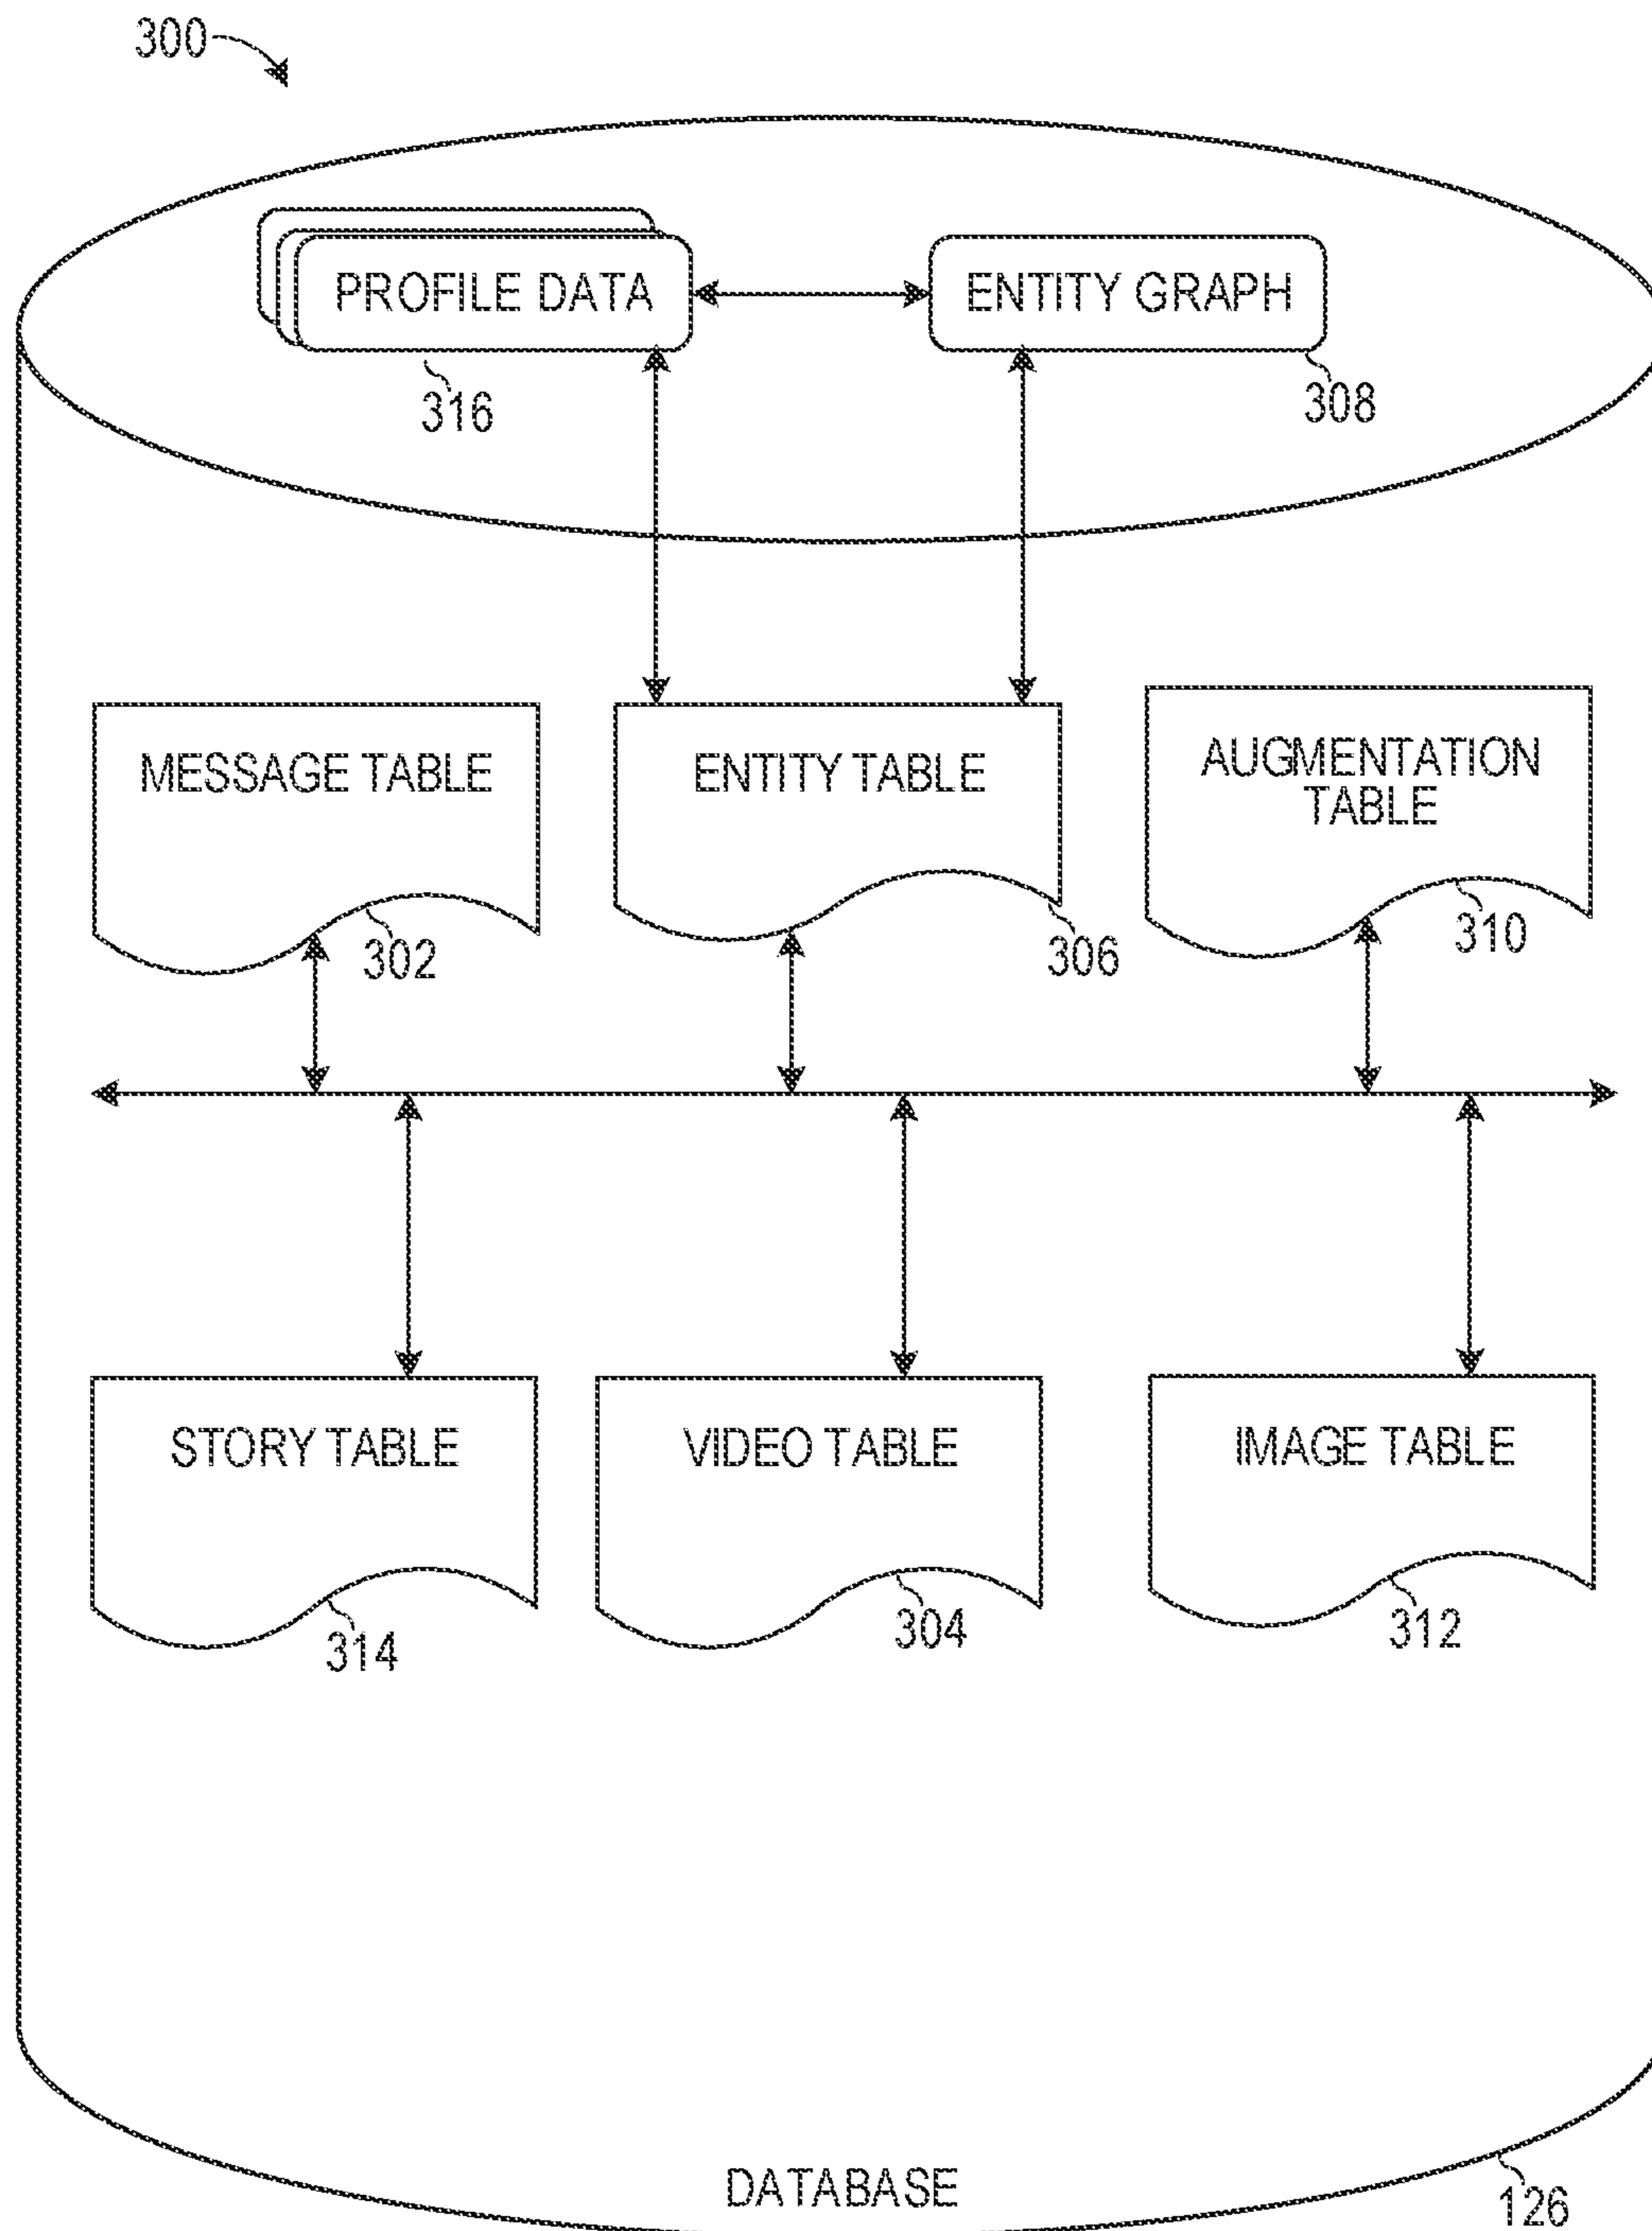 300
PROFILE DATA
ENTITY GRAPH
316
308
MESSAGE TABLE
ENTITY TABLE
AUGMENTATION
TABLE
302
306
310
STORY TABLE
VIDEO TABLE
IMAGE TABLE
314
304
312
DATABASE
126